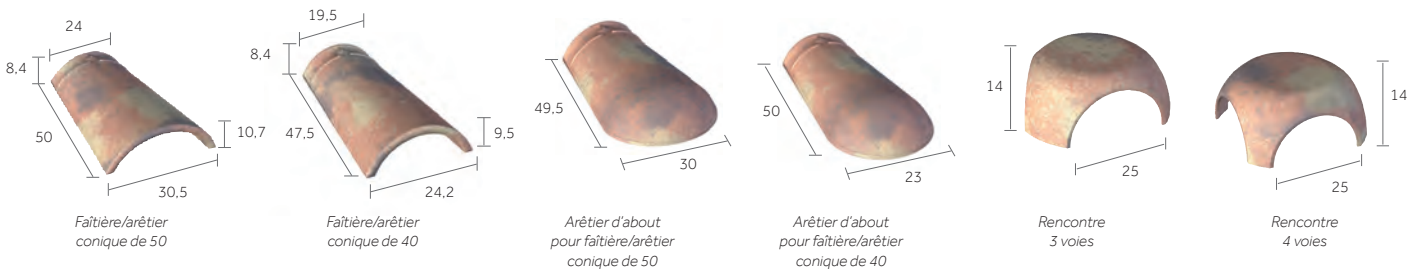 24
8,4
50
10,7
30,5
Faîtière/arêtier
conique de 50
19,5
8,4
47,5
9,5
24,2
Faîtière/arêtier
conique de 40
49,5
30
Arêtier d'about
pour faîtière/arêtier
conique de 50
50
23
Arêtier d'about
pour faîtière/arêtier
conique de 40
14
25
Rencontre
3 voies
14
25
Rencontre
4 voies